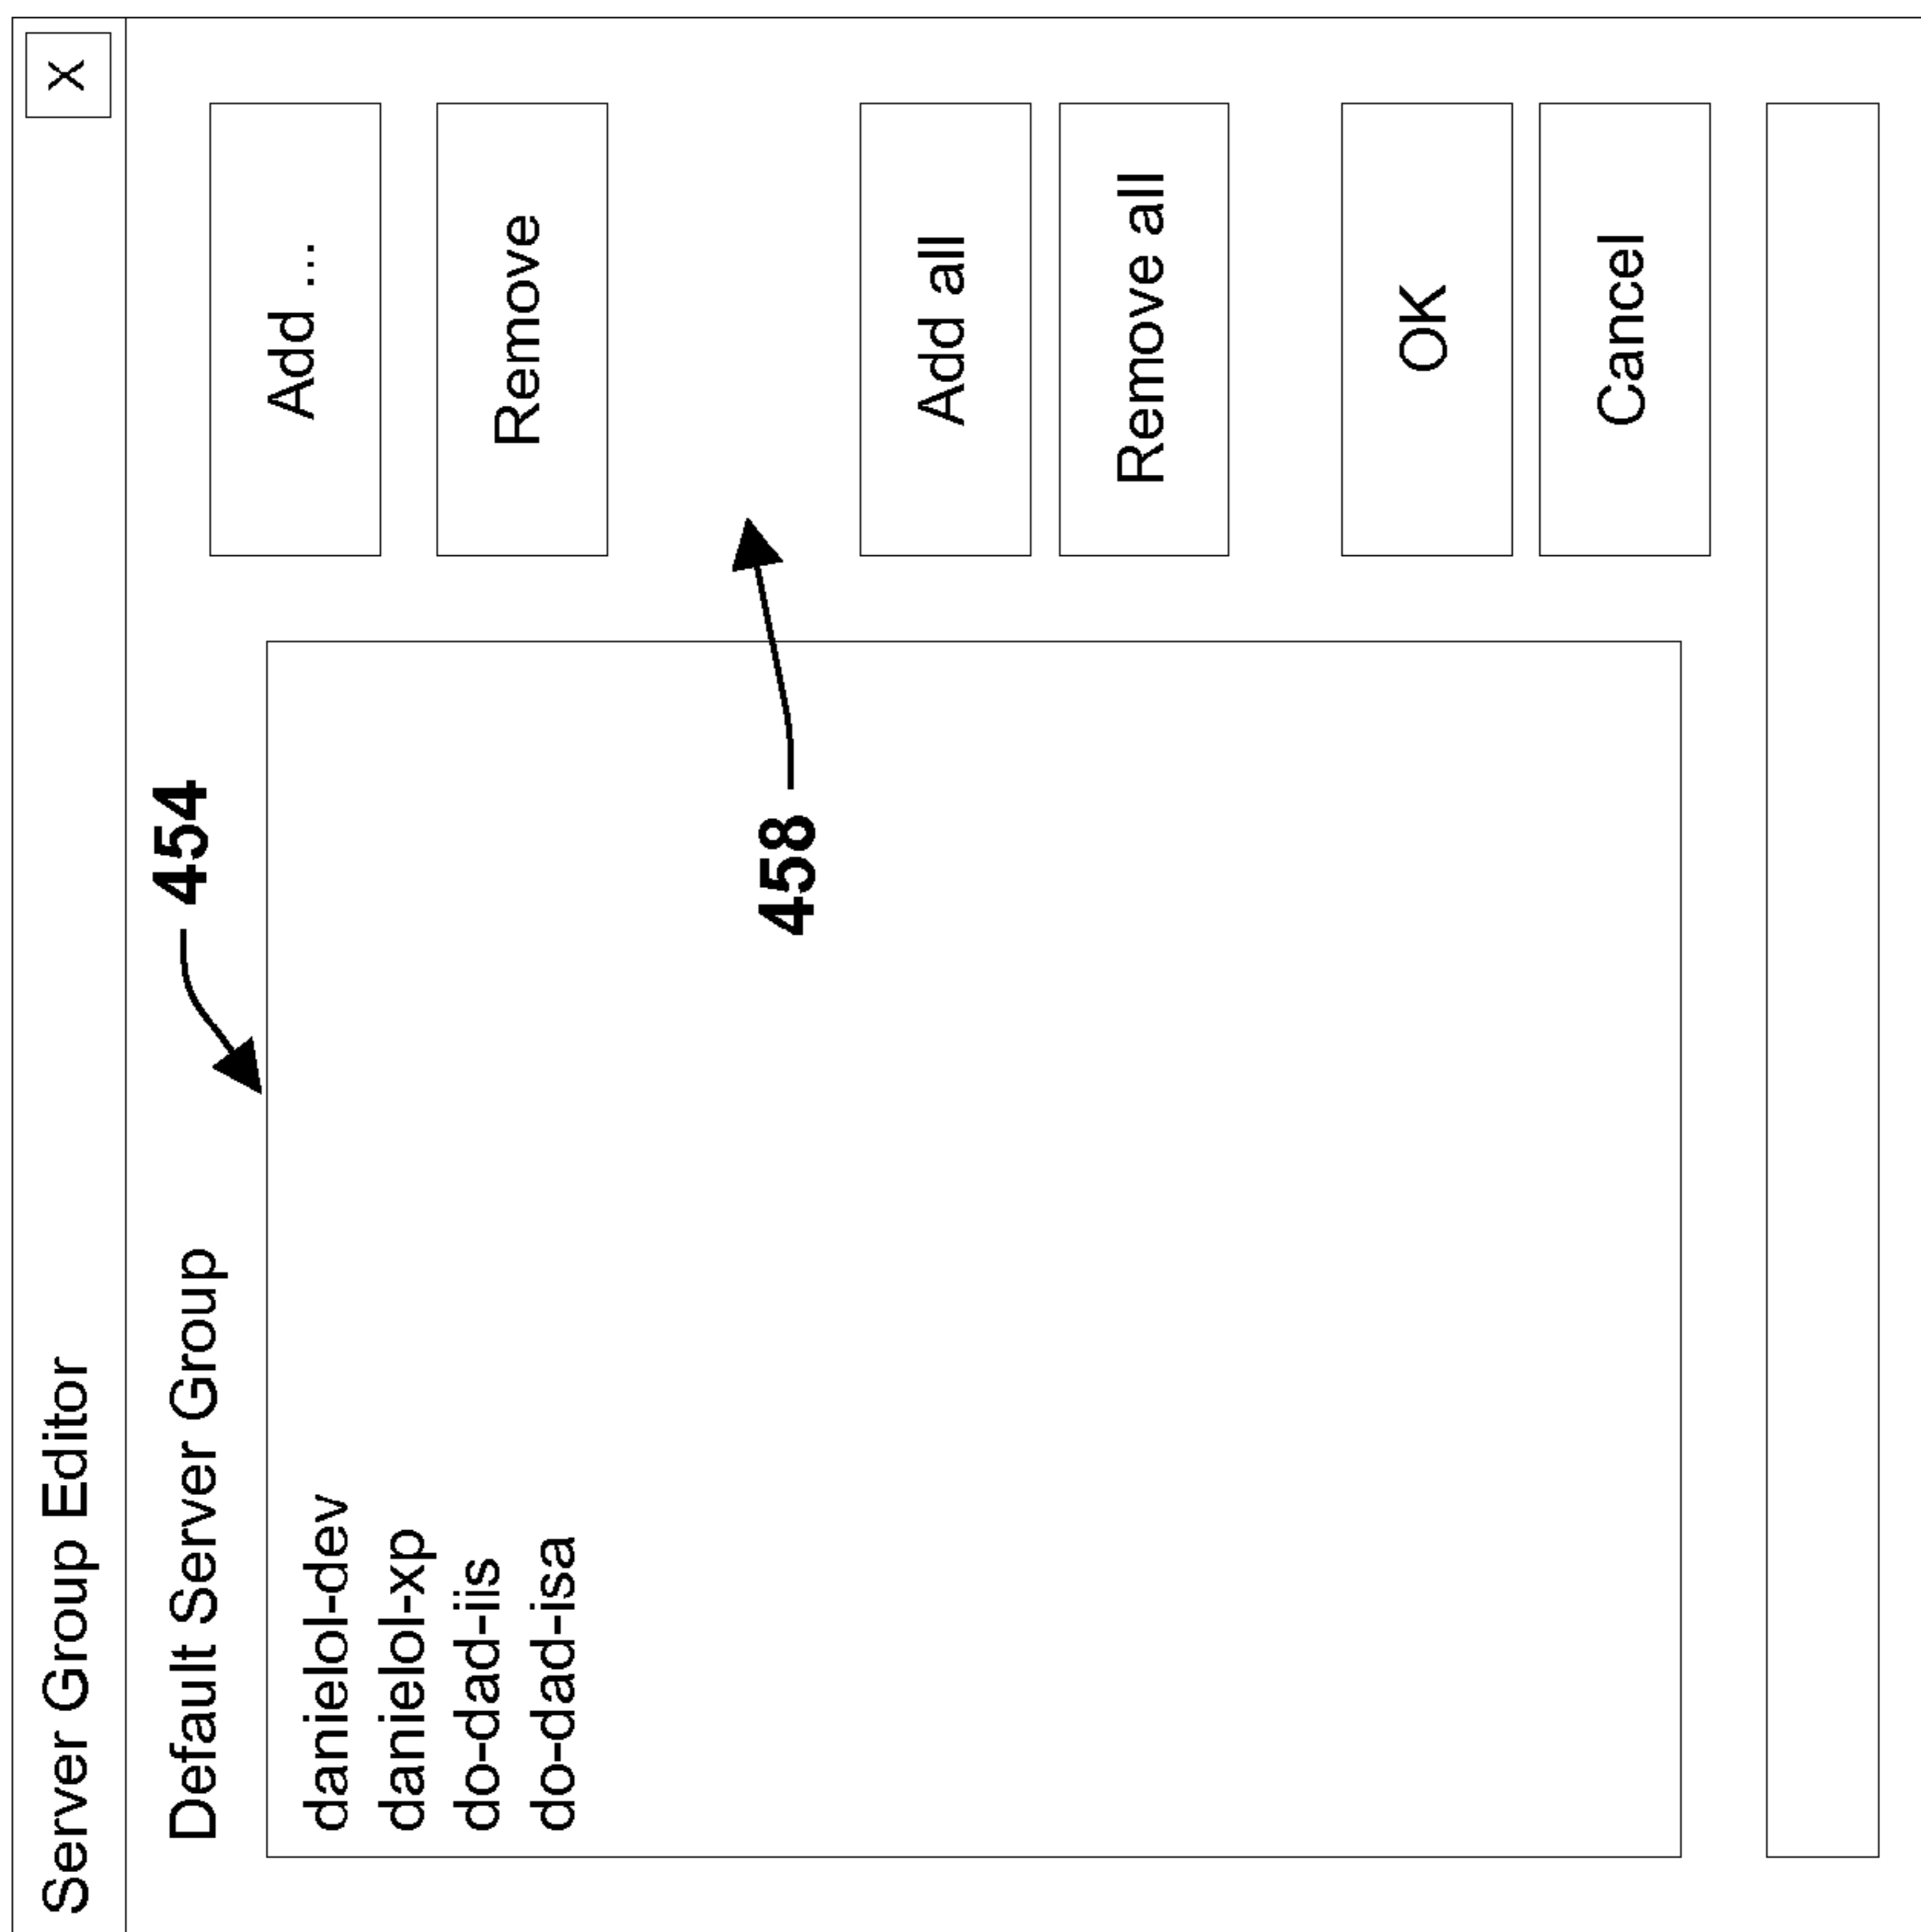 Server Group Editor
X
Default Server Group
454
danielol-dev
danielol-xp
do-dad-iis
do-dad-isa
458
Add ...
Remove
Add all
Remove all
OK
Cancel